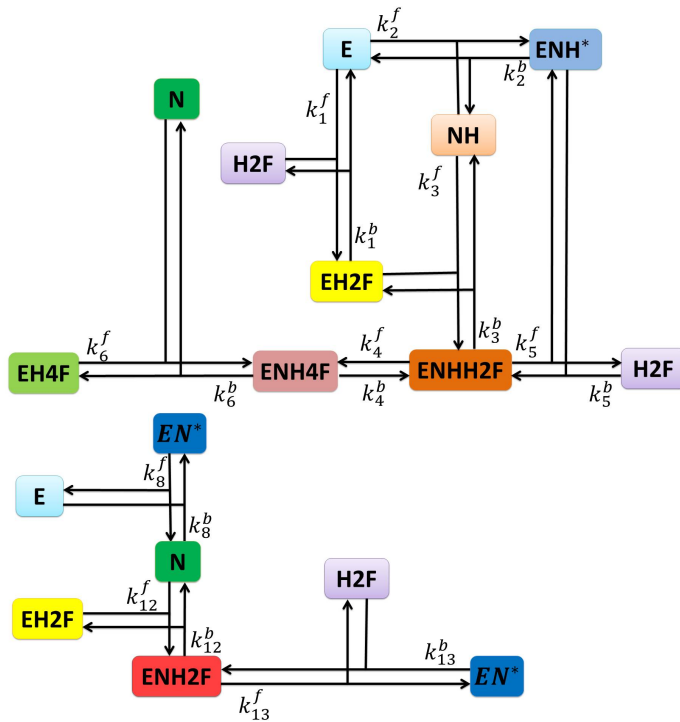 k_2^f
E
ENH*
k_2^b
N
k_1^f
NH
H2F
k_3^f
k_1^b
EH2F
k_6^f
k_4^f
k_3^b
k_5^f
EH4F
ENH4F
ENHH2F
H2F
k_6^b
k_4^b
k_5^b
EN*
k_8^f
E
k_8^b
N
H2F
k_12^f
EH2F
k_12^b
k_13^b
ENH2F
EN*
k_13^f